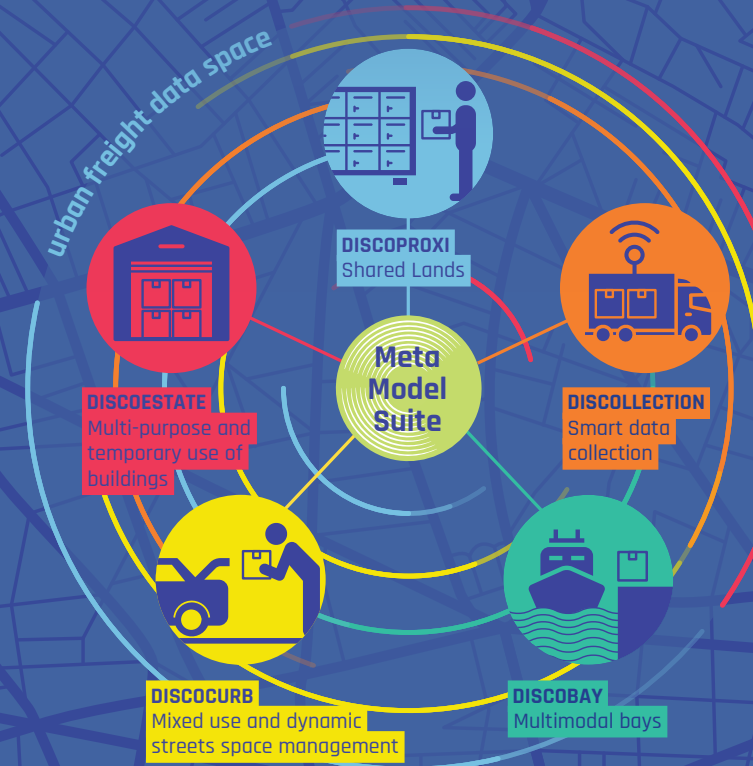 urban freight data space
DISCOPROXI
Shared Lands
Meta
Model
Suite
DISCOESTATE
Multi-purpose and
temporary use of
buildings
DISCOLLECTION
Smart data
collection
DISCOCURB
Mixed use and dynamic
streets space management
DISCOBAY
Multimodal bays